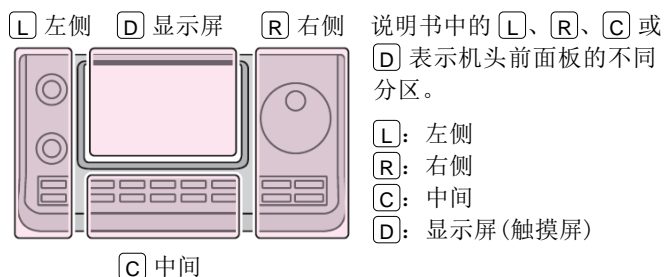 L 左侧 D 显示屏 R 右侧
C 中间
说明书中的 L、R、C 或
D 表示机头前面板的不同
分区。
L：左侧
R：右侧
C：中间
D：显示屏(触摸屏)